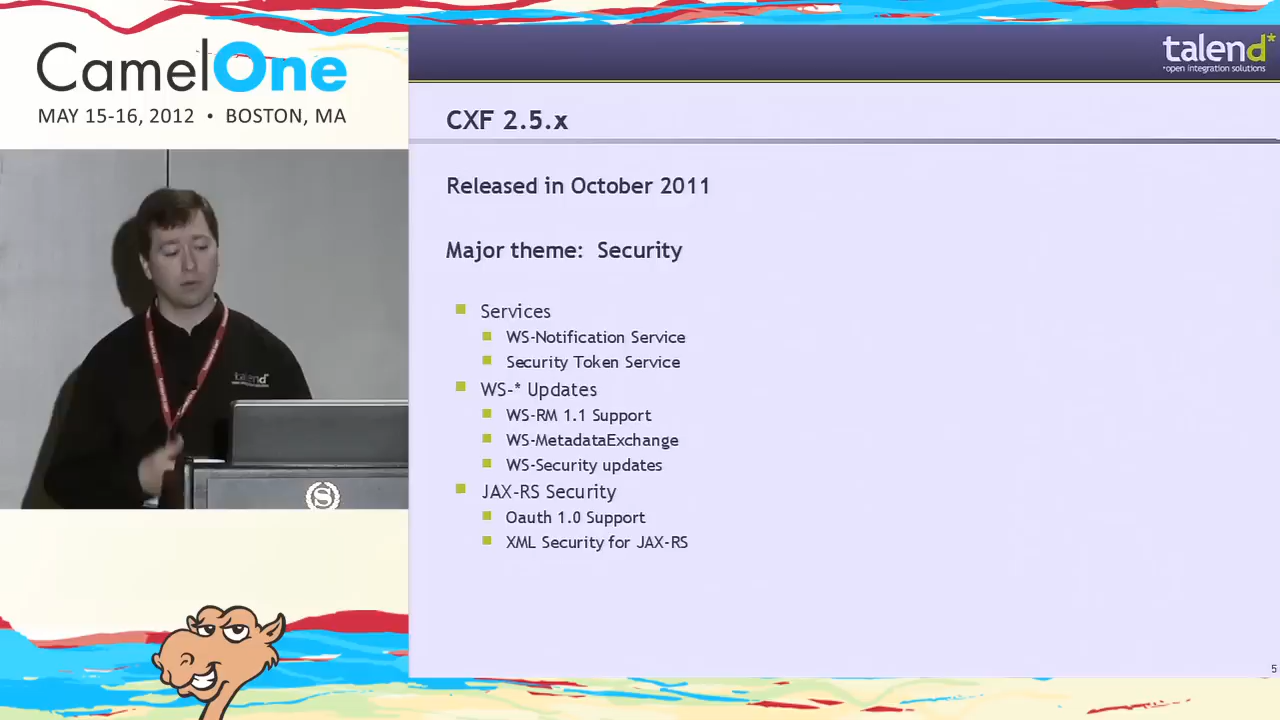 CamelOne
MAY 15-16, 2012 • BOSTON, MA
talend*
*open integration solutions
CXF 2.5.x
Released in October 2011
Major theme: Security
Services
WS-Notification Service
Security Token Service
WS-* Updates
WS-RM 1.1 Support
WS-MetadataExchange
WS-Security updates
JAX-RS Security
Oauth 1.0 Support
XML Security for JAX-RS
talend*
S
5